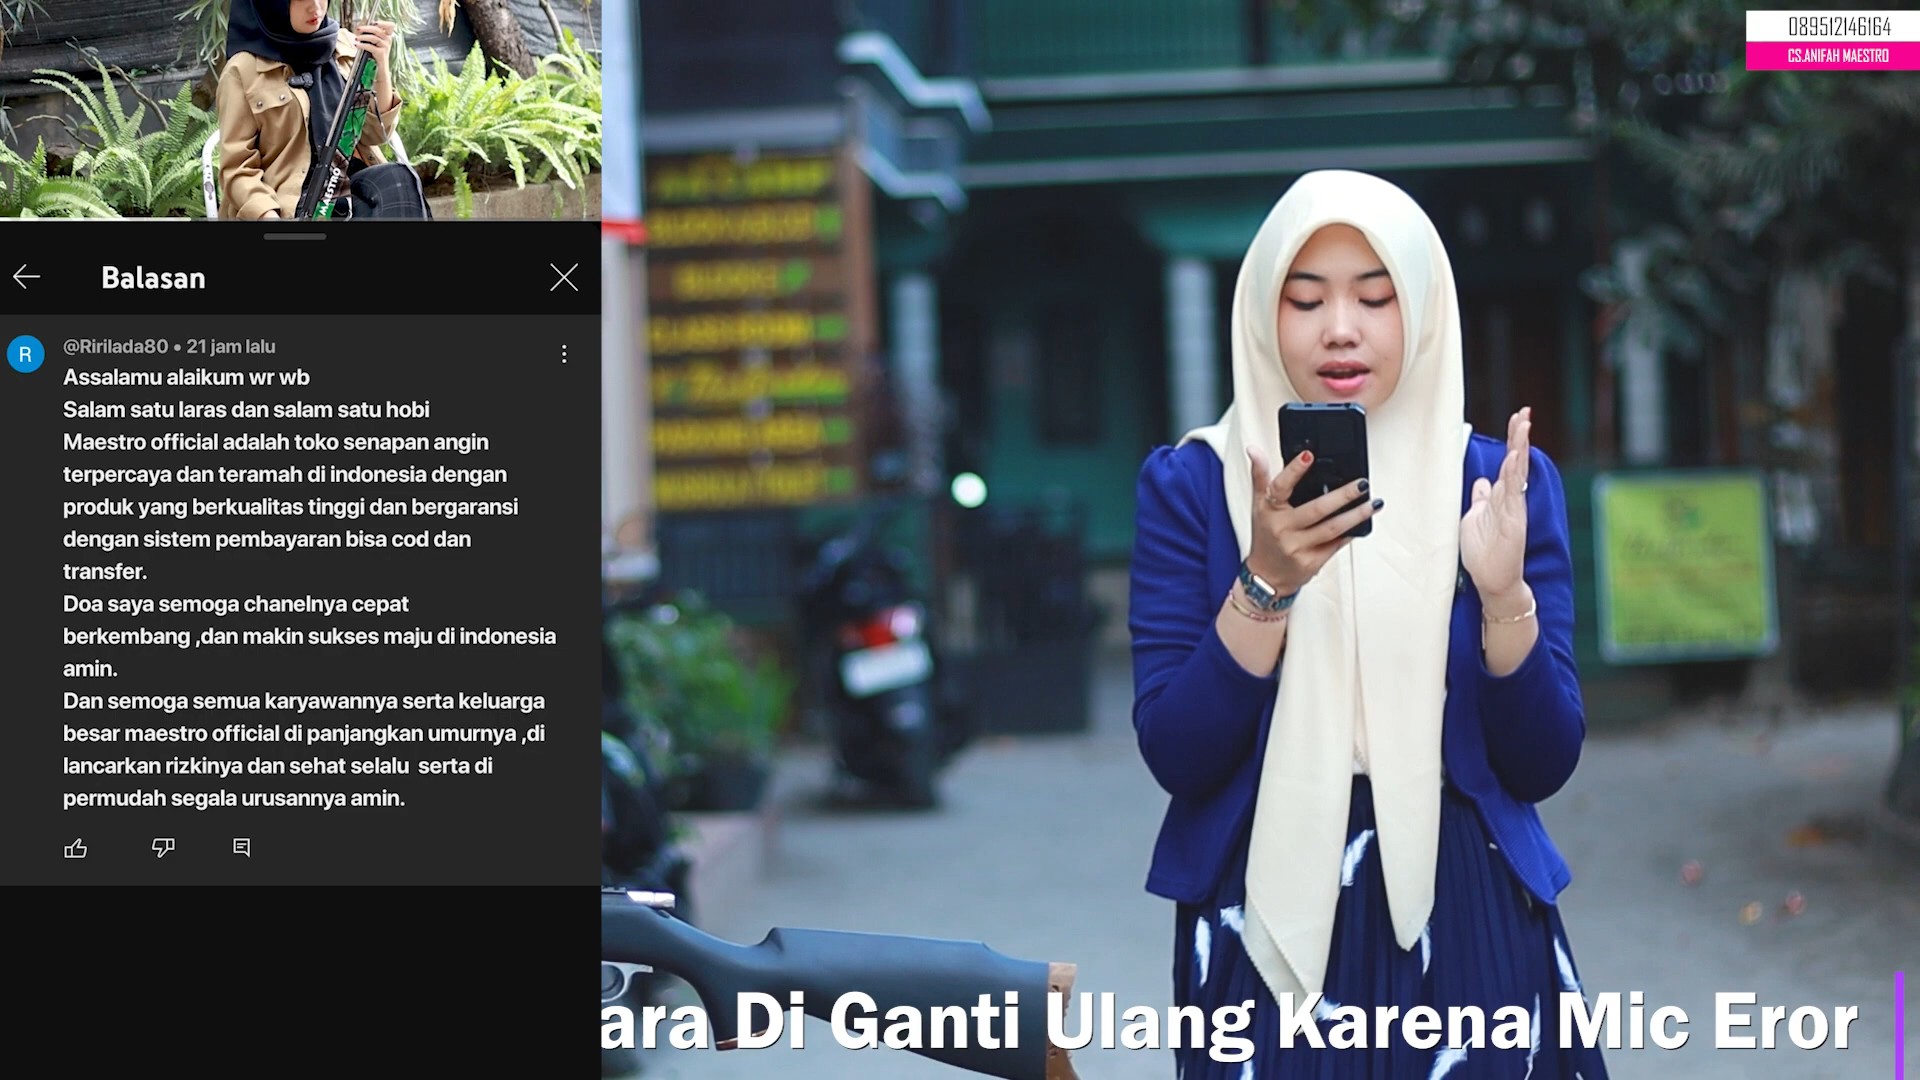 089512146164
CS.ANIFAH MAESTRO
MAESTRO
Balasan
R
@Ririlada80 • 21 jam lalu
Assalamu alaikum wr wb
Salam satu laras dan salam satu hobi
Maestro official adalah toko senapan angin
terpercaya dan teramah di indonesia dengan
produk yang berkualitas tinggi dan bergaransi
dengan sistem pembayaran bisa cod dan
transfer.
Doa saya semoga chanelnya cepat
berkembang ,dan makin sukses maju di indonesia
amin.
Dan semoga semua karyawannya serta keluarga
besar maestro official di panjangkan umurnya ,di
lancarkan rizkinya dan sehat selalu  serta di
permudah segala urusannya amin.
ara Di Ganti Ulang Karena Mic Eror